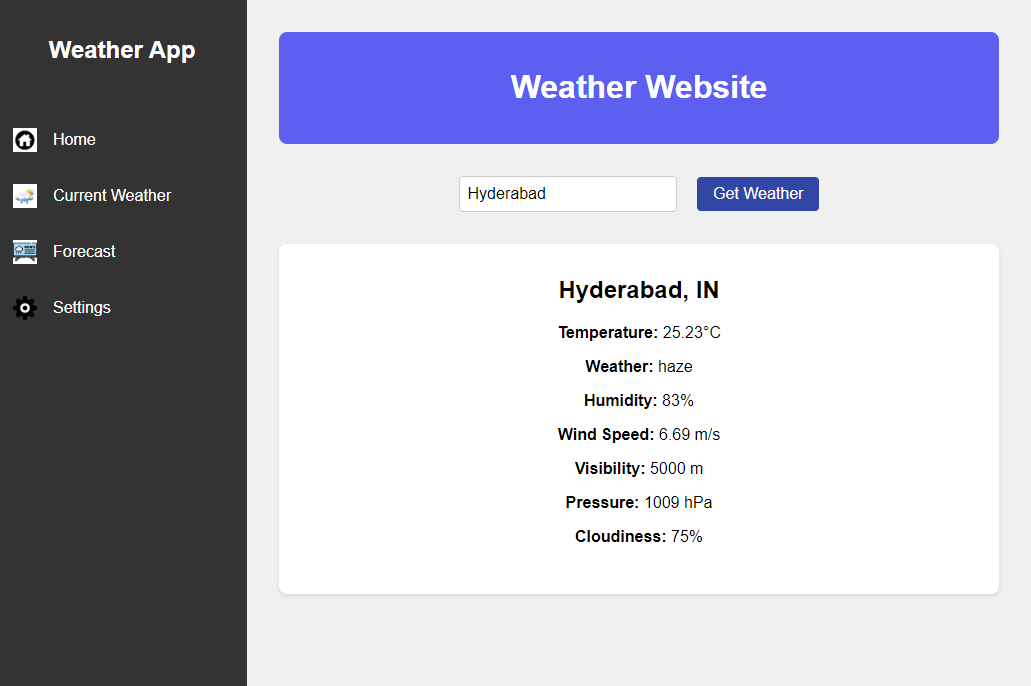 Weather App
Home
Current Weather
Forecast
Settings
Weather Website
Hyderabad
Get Weather
Hyderabad, IN
Temperature: 25.23°C
Weather: haze
Humidity: 83%
Wind Speed: 6.69 m/s
Visibility: 5000 m
Pressure: 1009 hPa
Cloudiness: 75%